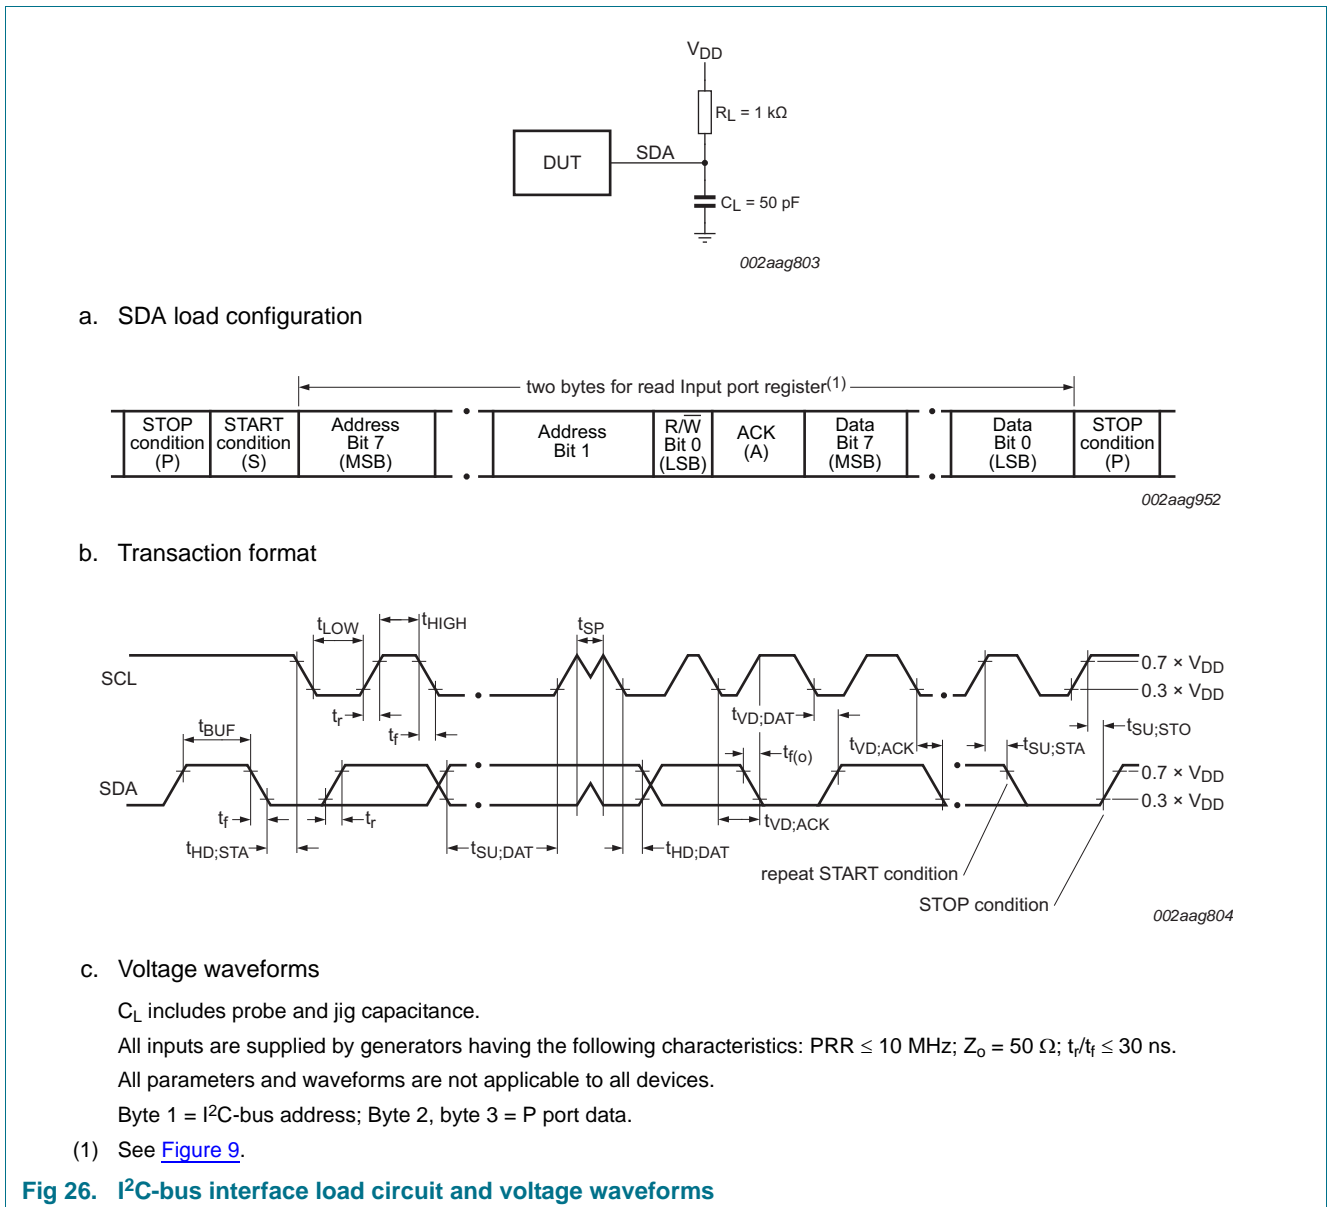 VDD
RL = 1 kΩ
DUT
SDA
CL = 50 pF
002aag803
a. SDA load configuration
two bytes for read Input port register(1)
STOP condition (P)
START condition (S)
Address Bit 7 (MSB)
Address Bit 1
R/W̅ Bit 0 (LSB)
ACK (A)
Data Bit 7 (MSB)
Data Bit 0 (LSB)
STOP condition (P)
002aag952
b. Transaction format
tLOW
tHIGH
tSP
SCL
0.7 × VDD
0.3 × VDD
tr
tf
tBUF
tVD;DAT
tf(o)
tVD;ACK
tSU;STA
tSU;STO
SDA
0.7 × VDD
0.3 × VDD
tf
tr
tHD;STA
tSU;DAT
tHD;DAT
tVD;ACK
repeat START condition
STOP condition
002aag804
c. Voltage waveforms
CL includes probe and jig capacitance.
All inputs are supplied by generators having the following characteristics: PRR ≤ 10 MHz; Zo = 50 Ω; tr/tf ≤ 30 ns.
All parameters and waveforms are not applicable to all devices.
Byte 1 = I2C-bus address; Byte 2, byte 3 = P port data.
(1) See Figure 9.
Fig 26. I2C-bus interface load circuit and voltage waveforms